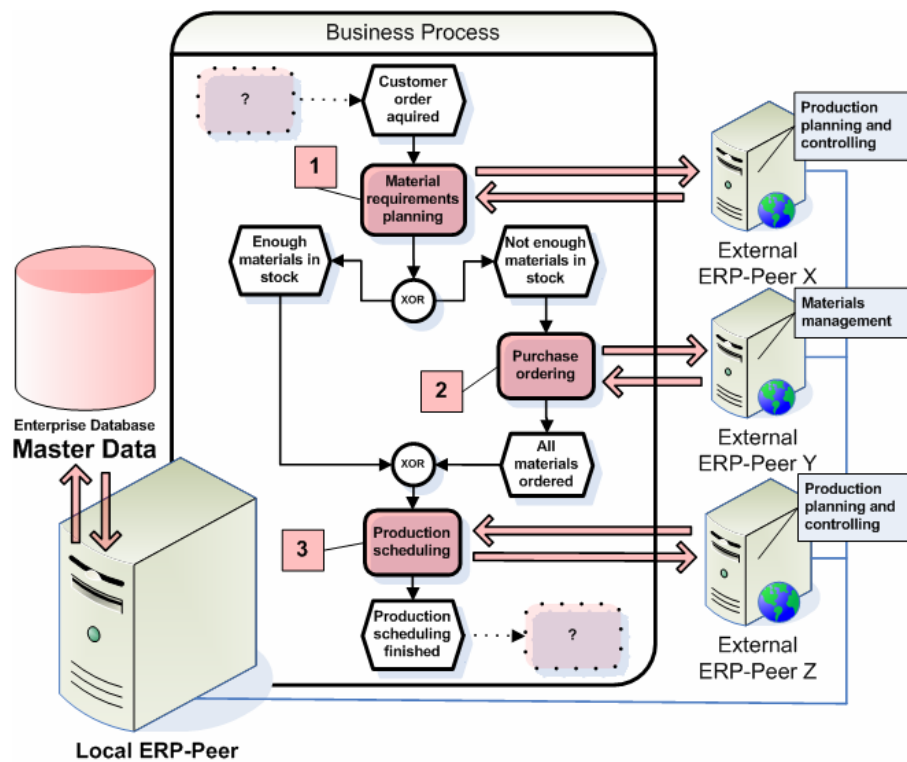 Business Process
?
Customer
order
aquired
Production
planning and
controlling
1
Material
requirements
planning
External
ERP-Peer X
Enough
materials in
stock
Not enough
materials in
stock
XOR
Materials
management
2
Purchase
ordering
Enterprise Database
Master Data
External
ERP-Peer Y
XOR
All
materials
ordered
Production
planning and
controlling
3
Production
scheduling
Production
scheduling
finished
?
External
ERP-Peer Z
Local ERP-Peer